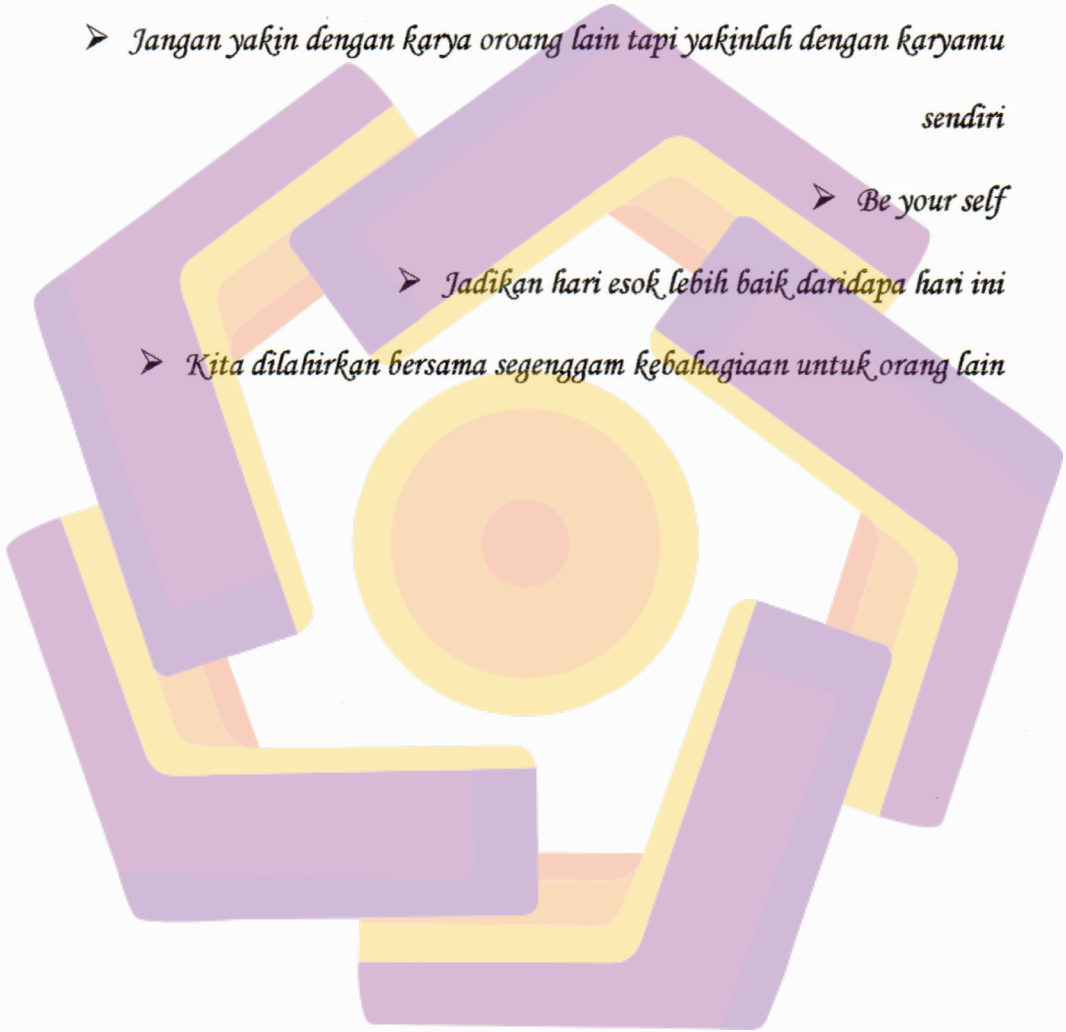 ➢ Jangan yakin dengan karya oroang lain tapi yakinlah dengan karyamu
sendiri
➢ Be your self
➢ Jadikan hari esok lebih baik daridapa hari ini
➢ Kita dilahirkan bersama segenggam kebahagiaan untuk orang lain